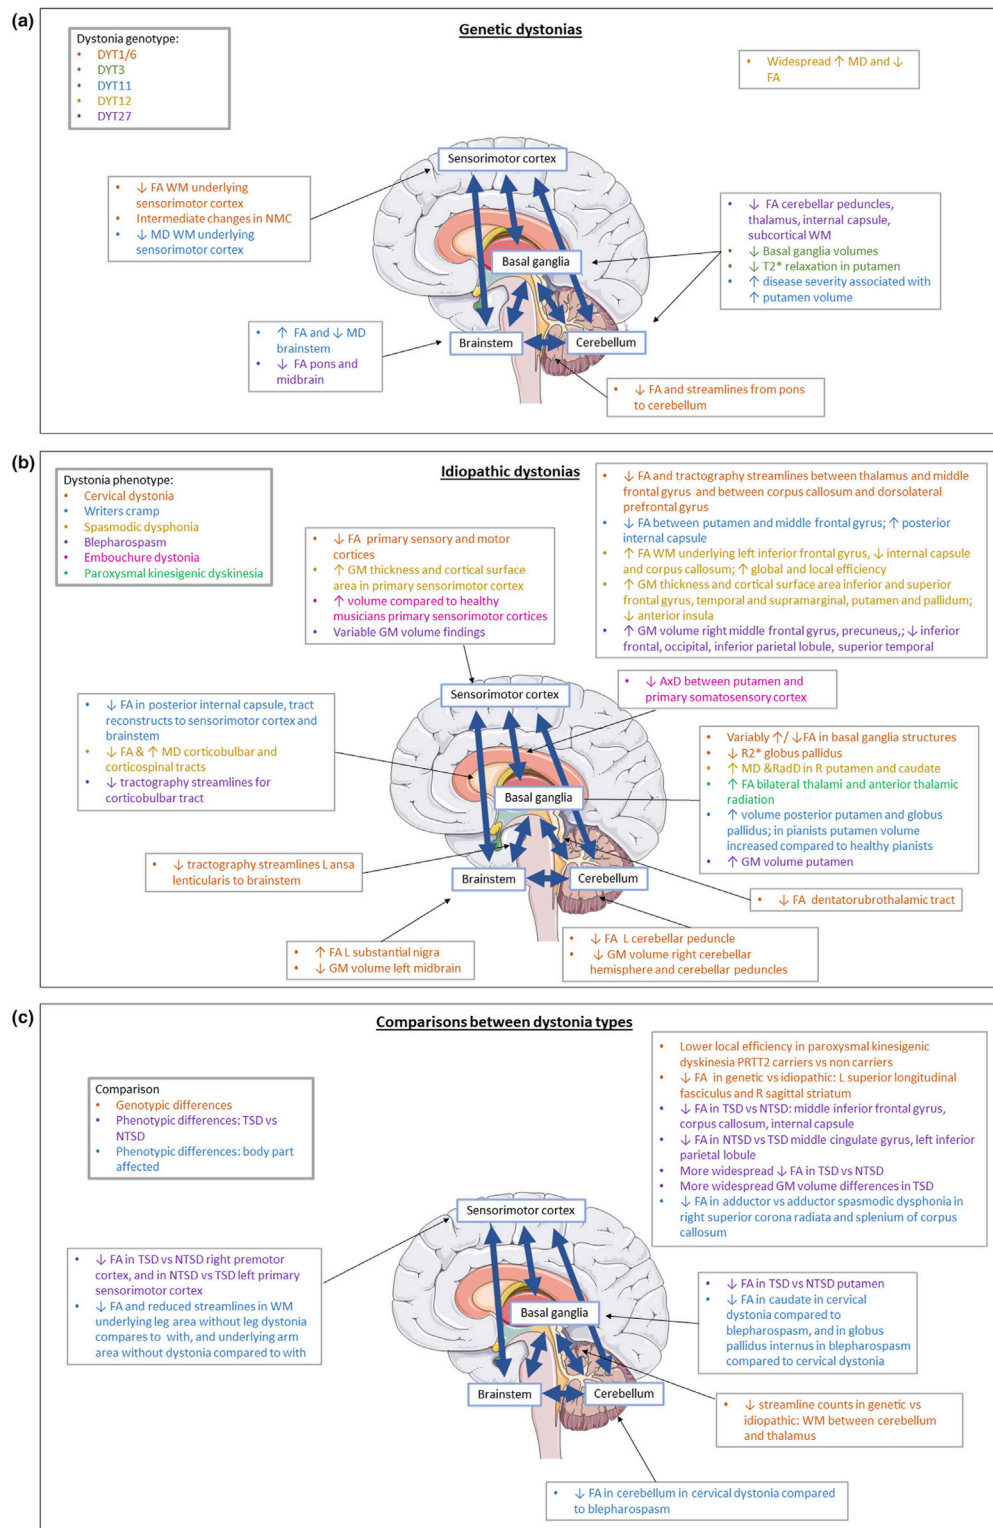 (a)
Genetic dystonias
Dystonia genotype:
• DYT1/6
• DYT3
• DYT11
• DYT12
• DYT27
• Widespread ↑ MD and ↓
FA
Sensorimotor cortex
• ↓ FA WM underlying
sensorimotor cortex
• Intermediate changes in NMC
• ↓ MD WM underlying
sensorimotor cortex
• ↓ FA cerebellar peduncles,
thalamus, internal capsule,
subcortical WM
• ↓ Basal ganglia volumes
• ↓ T2* relaxation in putamen
• ↑ disease severity associated with
↑ putamen volume
Basal ganglia
• ↑ FA and ↓ MD
brainstem
• ↓ FA pons and
midbrain
Brainstem
Cerebellum
• ↓ FA and streamlines from pons
to cerebellum
(b)
Idiopathic dystonias
Dystonia phenotype:
• Cervical dystonia
• Writers cramp
• Spasmodic dysphonia
• Blepharospasm
• Embouchure dystonia
• Paroxysmal kinesigenic dyskinesia
• ↓ FA and tractography streamlines between thalamus and middle
frontal gyrus and between corpus callosum and dorsolateral
prefrontal gyrus
• ↓ FA between putamen and middle frontal gyrus; ↑ posterior
internal capsule
• ↑ FA WM underlying left inferior frontal gyrus, ↓ internal capsule
and corpus callosum; ↑ global and local efficiency
• ↑ GM thickness and cortical surface area inferior and superior
frontal gyrus, temporal and supramarginal, putamen and pallidum;
↓ anterior insula
• ↑ GM volume right middle frontal gyrus, precuneus,; ↓ inferior
frontal, occipital, inferior parietal lobule, superior temporal
• ↓ FA primary sensory and motor
cortices
• ↑ GM thickness and cortical surface
area in primary sensorimotor cortex
• ↑ volume compared to healthy
musicians primary sensorimotor cortices
• Variable GM volume findings
Sensorimotor cortex
• ↓ AxD between putamen and
primary somatosensory cortex
• ↓ FA in posterior internal capsule, tract
reconstructs to sensorimotor cortex and
brainstem
• ↓ FA & ↑ MD corticobulbar and
corticospinal tracts
• ↓ tractography streamlines for
corticobulbar tract
• Variably ↑/ ↓FA in basal ganglia structures
• ↓ R2* globus pallidus
• ↑ MD &RadD in R putamen and caudate
• ↑ FA bilateral thalami and anterior thalamic
radiation
• ↑ volume posterior putamen and globus
pallidus; in pianists putamen volume
increased compared to healthy pianists
• ↑ GM volume putamen
Basal ganglia
• ↓ tractography streamlines L ansa
lenticularis to brainstem
Brainstem
Cerebellum
• ↓ FA dentatorubrothalamic tract
• ↑ FA L substantial nigra
• ↓ GM volume left midbrain
• ↓ FA L cerebellar peduncle
• ↓ GM volume right cerebellar
hemisphere and cerebellar peduncles
(c)
Comparisons between dystonia types
Comparison
• Genotypic differences
• Phenotypic differences: TSD vs
NTSD
• Phenotypic differences: body part
affected
• Lower local efficiency in paroxysmal kinesigenic
dyskinesia PRTT2 carriers vs non carriers
• ↓ FA in genetic vs idiopathic: L superior longitudinal
fasciculus and R sagittal striatum
• ↓ FA in TSD vs NTSD: middle inferior frontal gyrus,
corpus callosum, internal capsule
• ↓ FA in NTSD vs TSD middle cingulate gyrus, left inferior
parietal lobule
• More widespread ↓ FA in TSD vs NTSD
• More widespread GM volume differences in TSD
• ↓ FA in adductor vs adductor spasmodic dysphonia in
right superior corona radiata and splenium of corpus
callosum
Sensorimotor cortex
• ↓ FA in TSD vs NTSD right premotor
cortex, and in NTSD vs TSD left primary
sensorimotor cortex
• ↓ FA and reduced streamlines in WM
underlying leg area without leg dystonia
compares to with, and underlying arm
area without dystonia compared to with
• ↓ FA in TSD vs NTSD putamen
• ↓ FA in caudate in cervical
dystonia compared to
blepharospasm, and in globus
pallidus internus in blepharospasm
compared to cervical dystonia
Basal ganglia
Brainstem
Cerebellum
• ↓ streamline counts in genetic vs
idiopathic: WM between cerebellum
and thalamus
• ↓ FA in cerebellum in cervical dystonia compared
to blepharospasm